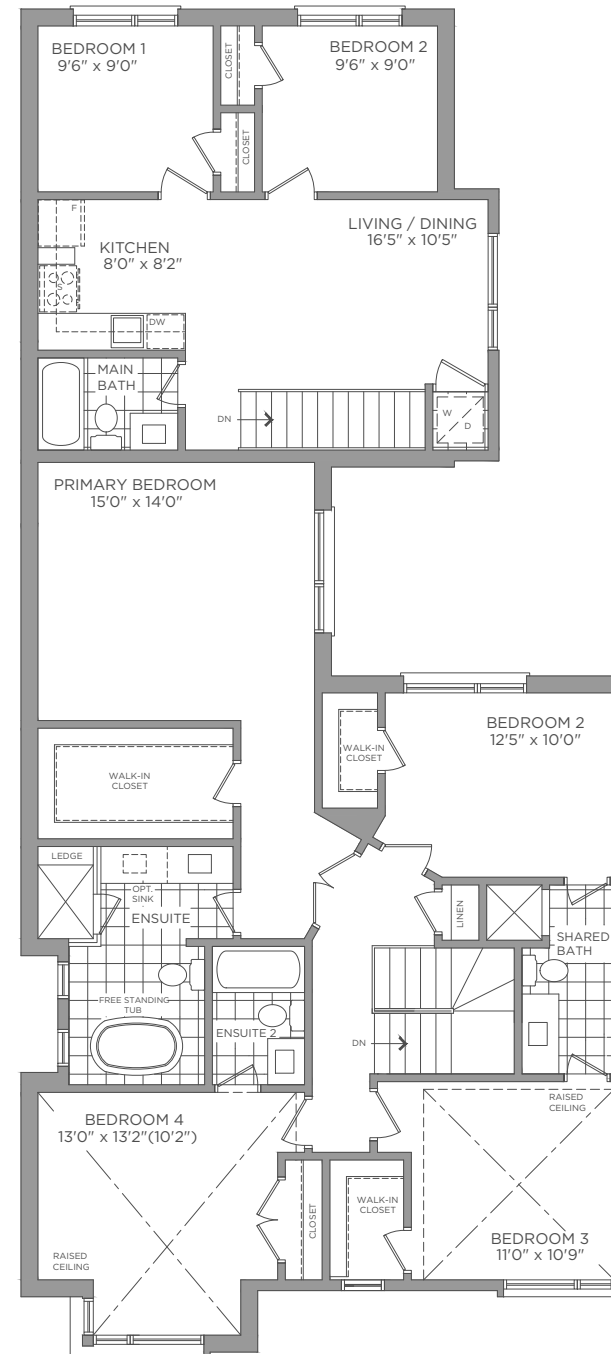 BEDROOM 1
9'6" x 9'0"
CLOSET
BEDROOM 2
9'6" x 9'0"
CLOSET
F
KITCHEN
8'0" x 8'2"
LIVING / DINING
16'5" x 10'5"
S
DW
MAIN
BATH
DN
W
D
PRIMARY BEDROOM
15'0" x 14'0"
BEDROOM 2
12'5" x 10'0"
WALK-IN
CLOSET
WALK-IN
CLOSET
LEDGE
OPT.
SINK
ENSUITE
LINEN
SHARED
BATH
FREE STANDING
TUB
ENSUITE 2
DN
BEDROOM 4
13'0" x 13'2"(10'2")
RAISED
CEILING
WALK-IN
CLOSET
CLOSET
BEDROOM 3
11'0" x 10'9"
RAISED
CEILING